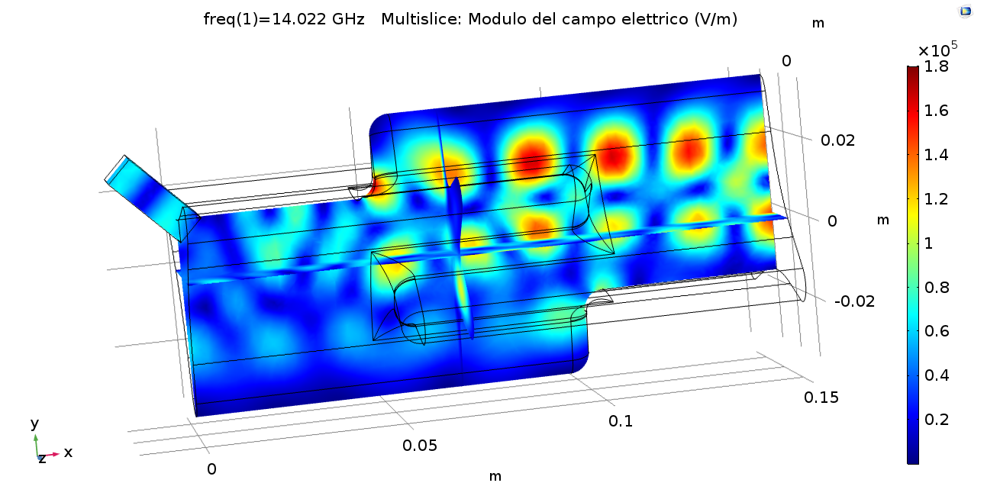 freq(1)=14.022 GHz   Multislice: Modulo del campo elettrico (V/m)
m
×10⁵
0
1.8
1.6
0.02
1.4
1.2
0
m
1
0.8
-0.02
0.6
0.4
0.15
0.2
0.1
y
0.05
x
z
0
m